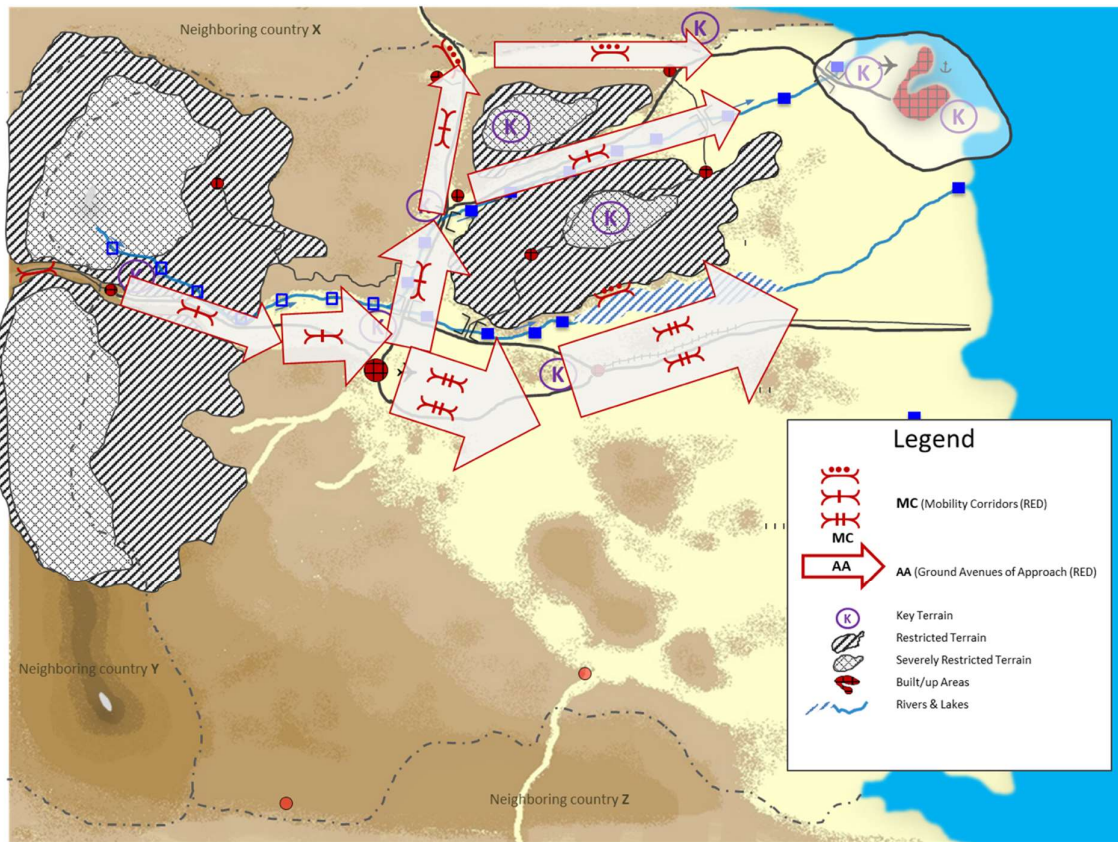 Neighboring country X
K
K
K
K
K
K
K
K
K
Legend
MC (Mobility Corridors (RED)
MC
AA
AA (Ground Avenues of Approach (RED)
K
Key Terrain
Restricted Terrain
Severely Restricted Terrain
Built/up Areas
Rivers & Lakes
Neighboring country Y
Neighboring country Z